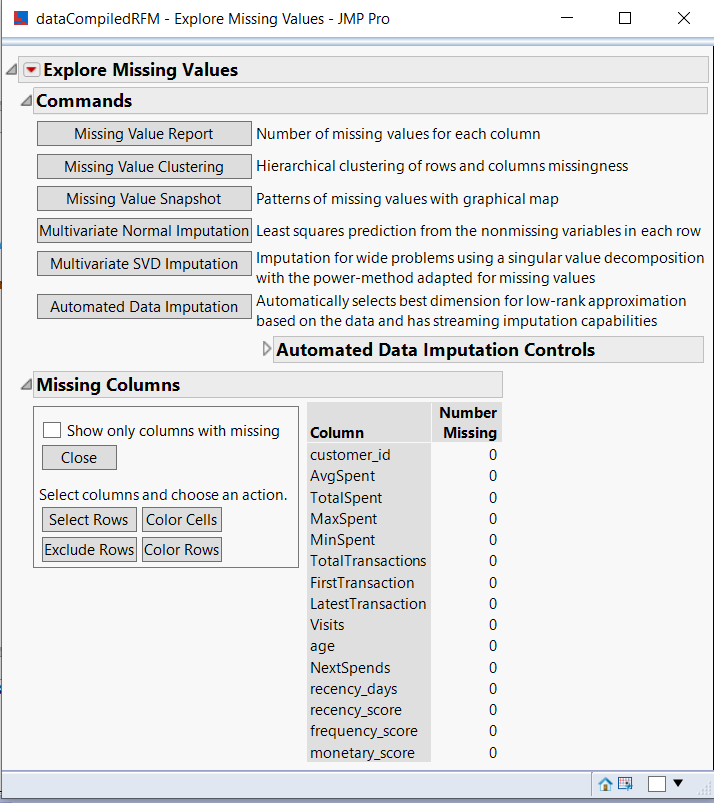 dataCompiledRFM - Explore Missing Values - JMP Pro
Explore Missing Values
Commands
Missing Value Report Number of missing values for each column
Missing Value Clustering Hierarchical clustering of rows and columns missingness
Missing Value Snapshot Patterns of missing values with graphical map
Multivariate Normal Imputation Least squares prediction from the nonmissing variables in each row
Multivariate SVD Imputation Imputation for wide problems using a singular value decomposition
with the power-method adapted for missing values
Automated Data Imputation Automatically selects best dimension for low-rank approximation
based on the data and has streaming imputation capabilities
Automated Data Imputation Controls
Missing Columns
Show only columns with missing
Close
Select columns and choose an action.
Select Rows Color Cells
Exclude Rows Color Rows
Number
Column Missing
customer_id 0
AvgSpent 0
TotalSpent 0
MaxSpent 0
MinSpent 0
TotalTransactions 0
FirstTransaction 0
LatestTransaction 0
Visits 0
age 0
NextSpends 0
recency_days 0
recency_score 0
frequency_score 0
monetary_score 0